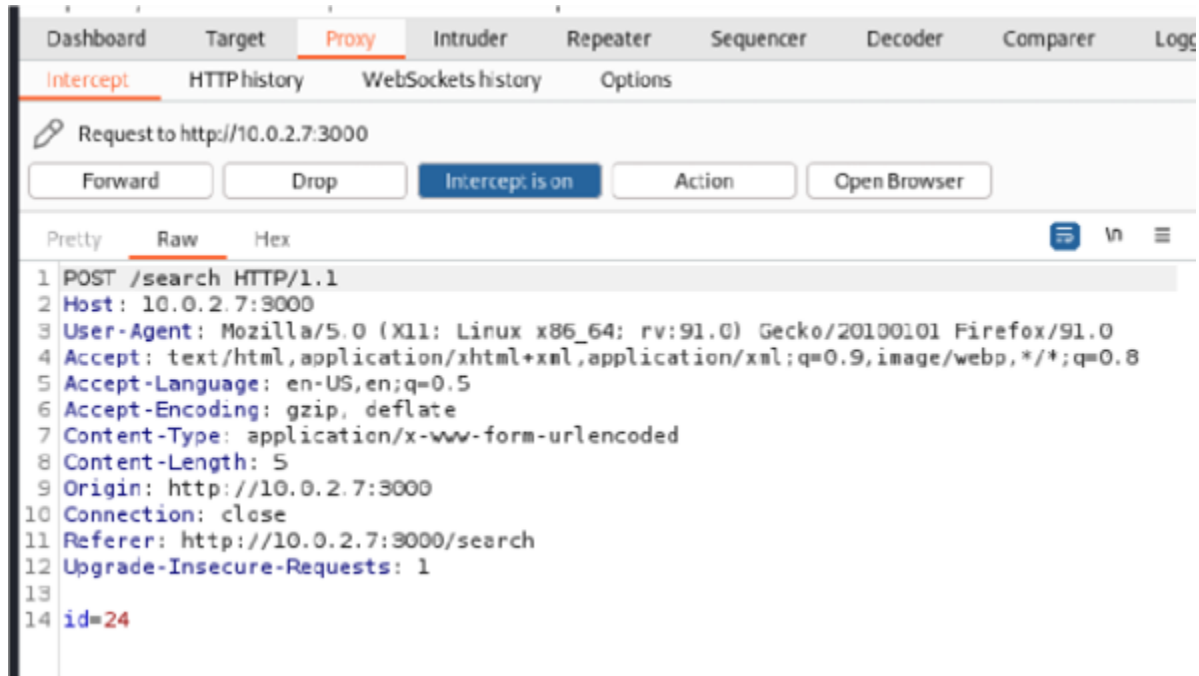 Dashboard Target Proxy Intruder Repeater Sequencer Decoder Comparer Logg
Intercept HTTP history WebSockets history Options
Request to http://10.0.2.7:3000
Forward Drop Intercept is on Action Open Browser
Pretty Raw Hex \n
1 POST /search HTTP/1.1
2 Host: 10.0.2.7:3000
3 User-Agent: Mozilla/5.0 (X11; Linux x86_64; rv:91.0) Gecko/20100101 Firefox/91.0
4 Accept: text/html,application/xhtml+xml,application/xml;q=0.9,image/webp,*/*;q=0.8
5 Accept-Language: en-US,en;q=0.5
6 Accept-Encoding: gzip, deflate
7 Content-Type: application/x-www-form-urlencoded
8 Content-Length: 5
9 Origin: http://10.0.2.7:3000
10 Connection: close
11 Referer: http://10.0.2.7:3000/search
12 Upgrade-Insecure-Requests: 1
13
14 id=24